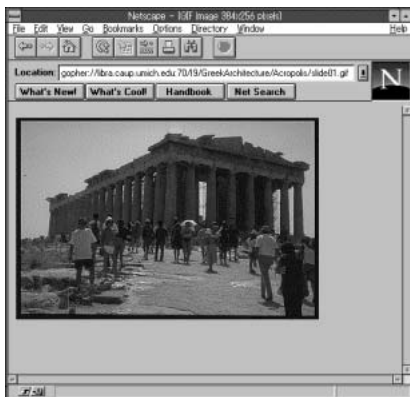 Netscape - [GIF image 384x256 pixels]
File Edit View Go Bookmarks Options Directory Window Help
Location: gopher://libra.caup.umich.edu:70/I9/GreekArchitecture/Acropolis/slide01.gif
N
What's New! What's Cool! Handbook Net Search